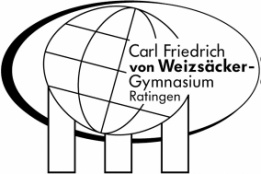 Carl Friedrich
von Weizsäcker-
Gymnasium
Ratingen